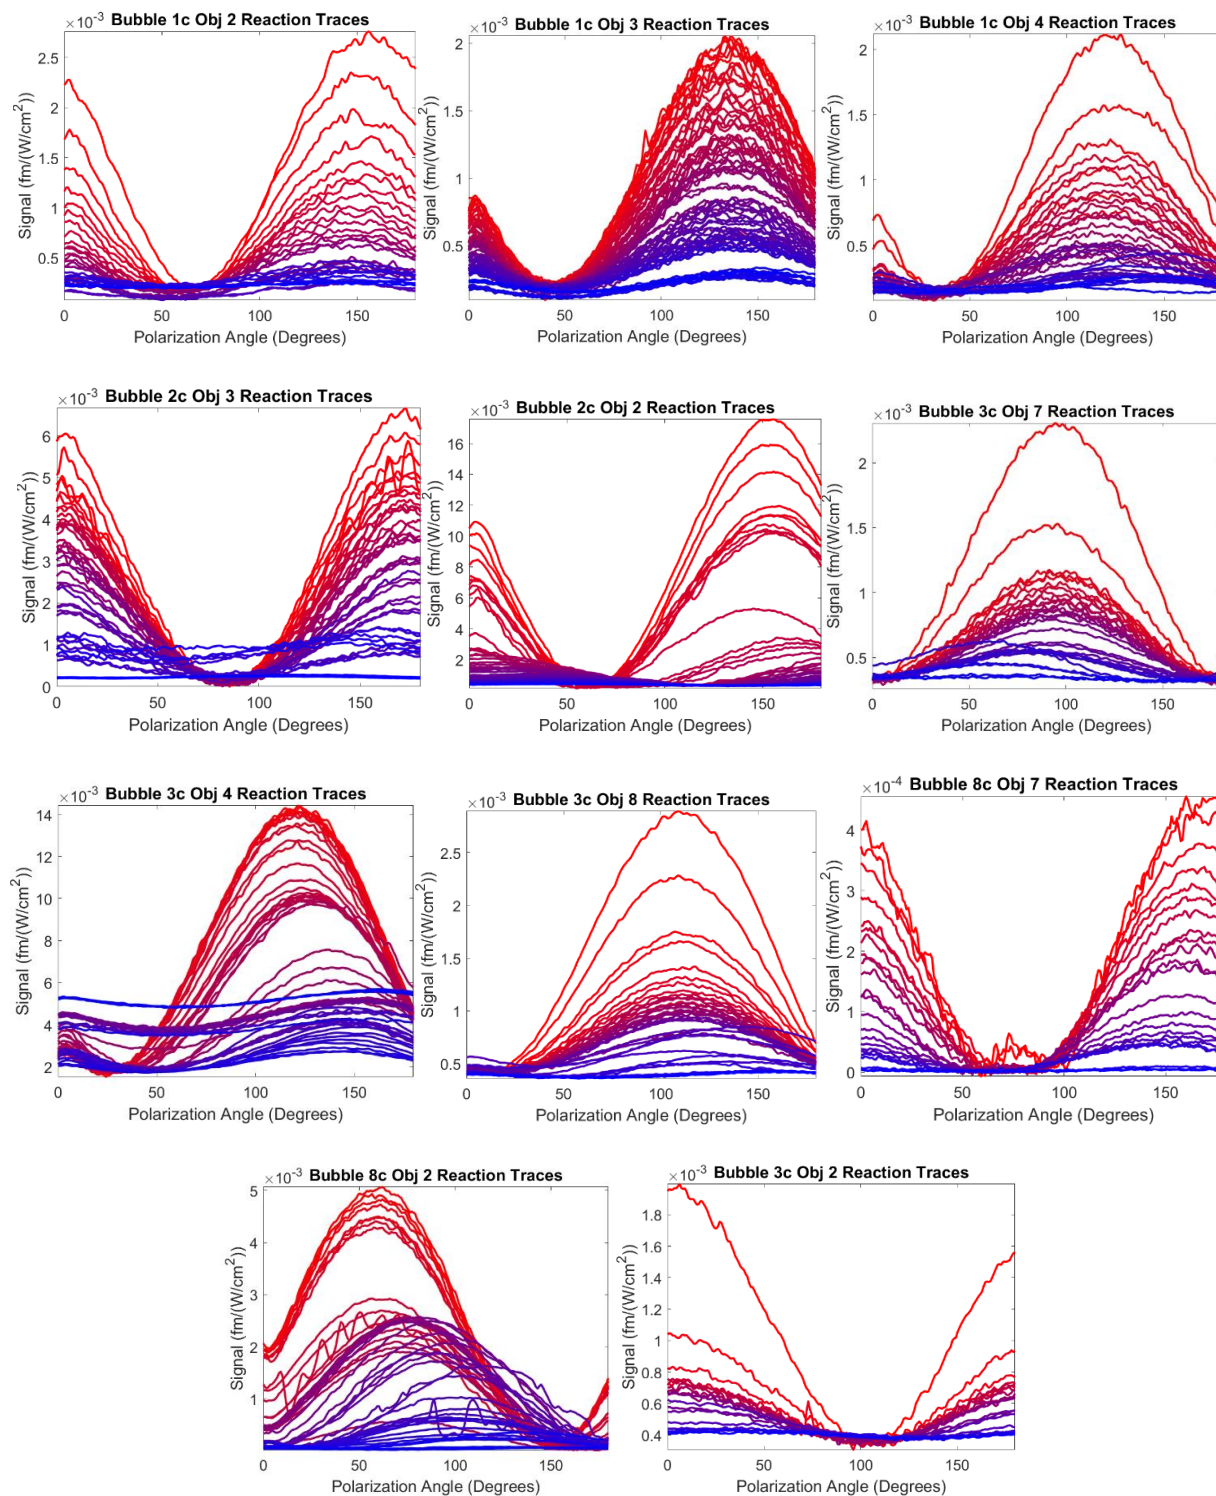 ×10⁻³ Bubble 1c Obj 2 Reaction Traces
Signal (fm/(W/cm²))
2.5
2
1.5
1
0.5
0 50 100 150
Polarization Angle (Degrees)
×10⁻³ Bubble 1c Obj 3 Reaction Traces
Signal (fm/(W/cm²))
2
1.5
1
0.5
0 50 100 150
Polarization Angle (Degrees)
×10⁻³ Bubble 1c Obj 4 Reaction Traces
Signal (fm/(W/cm²))
2
1.5
1
0.5
0 50 100 150
Polarization Angle (Degrees)
×10⁻³ Bubble 2c Obj 3 Reaction Traces
Signal (fm/(W/cm²))
6
5
4
3
2
1
0
0 50 100 150
Polarization Angle (Degrees)
×10⁻³ Bubble 2c Obj 2 Reaction Traces
Signal (fm/(W/cm²))
16
14
12
10
8
6
4
2
0 50 100 150
Polarization Angle (Degrees)
×10⁻³ Bubble 3c Obj 7 Reaction Traces
Signal (fm/(W/cm²))
2
1.5
1
0.5
0 50 100 150
Polarization Angle (Degrees)
×10⁻³ Bubble 3c Obj 4 Reaction Traces
Signal (fm/(W/cm²))
14
12
10
8
6
4
2
0 50 100 150
Polarization Angle (Degrees)
×10⁻³ Bubble 3c Obj 8 Reaction Traces
Signal (fm/(W/cm²))
2.5
2
1.5
1
0.5
0 50 100 150
Polarization Angle (Degrees)
×10⁻⁴ Bubble 8c Obj 7 Reaction Traces
Signal (fm/(W/cm²))
4
3
2
1
0
0 50 100 150
Polarization Angle (Degrees)
×10⁻³ Bubble 8c Obj 2 Reaction Traces
Signal (fm/(W/cm²))
5
4
3
2
1
0 50 100 150
Polarization Angle (Degrees)
×10⁻³ Bubble 3c Obj 2 Reaction Traces
Signal (fm/(W/cm²))
1.8
1.6
1.4
1.2
1
0.8
0.6
0.4
0 50 100 150
Polarization Angle (Degrees)